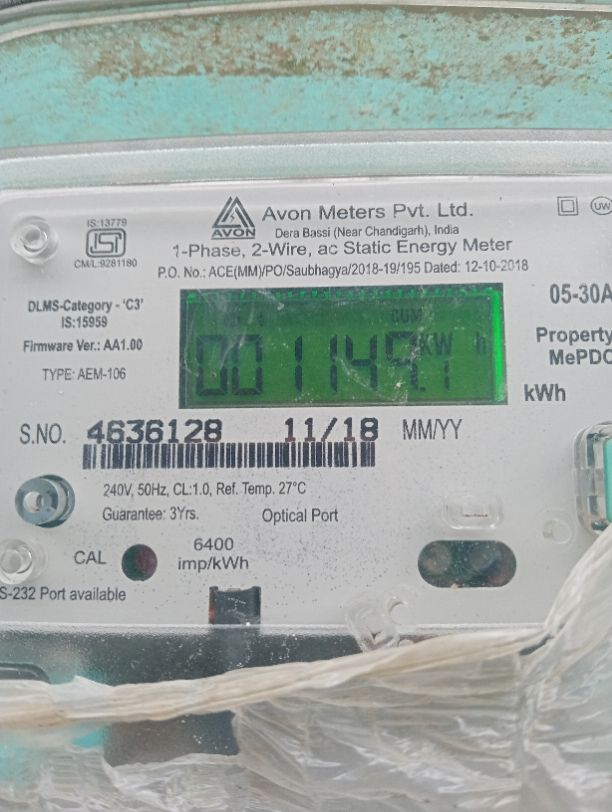 IS:13779
ISI
CM/L:9281180
AVON
Avon Meters Pvt. Ltd.
Dera Bassi (Near Chandigarh), India
1-Phase, 2-Wire, ac Static Energy Meter
P.O. No.: ACE(MM)/PO/Saubhagya/2018-19/195 Dated: 12-10-2018
UW
DLMS-Category - 'C3'
IS:15959
Firmware Ver.: AA1.00
TYPE: AEM-106
CUM
001149.1 KW h
05-30A
Property
MePDC
kWh
S.NO. 4636128 11/18 MM/YY
240V, 50Hz, CL:1.0, Ref. Temp. 27°C
Guarantee: 3Yrs.
Optical Port
CAL
6400
imp/kWh
S-232 Port available